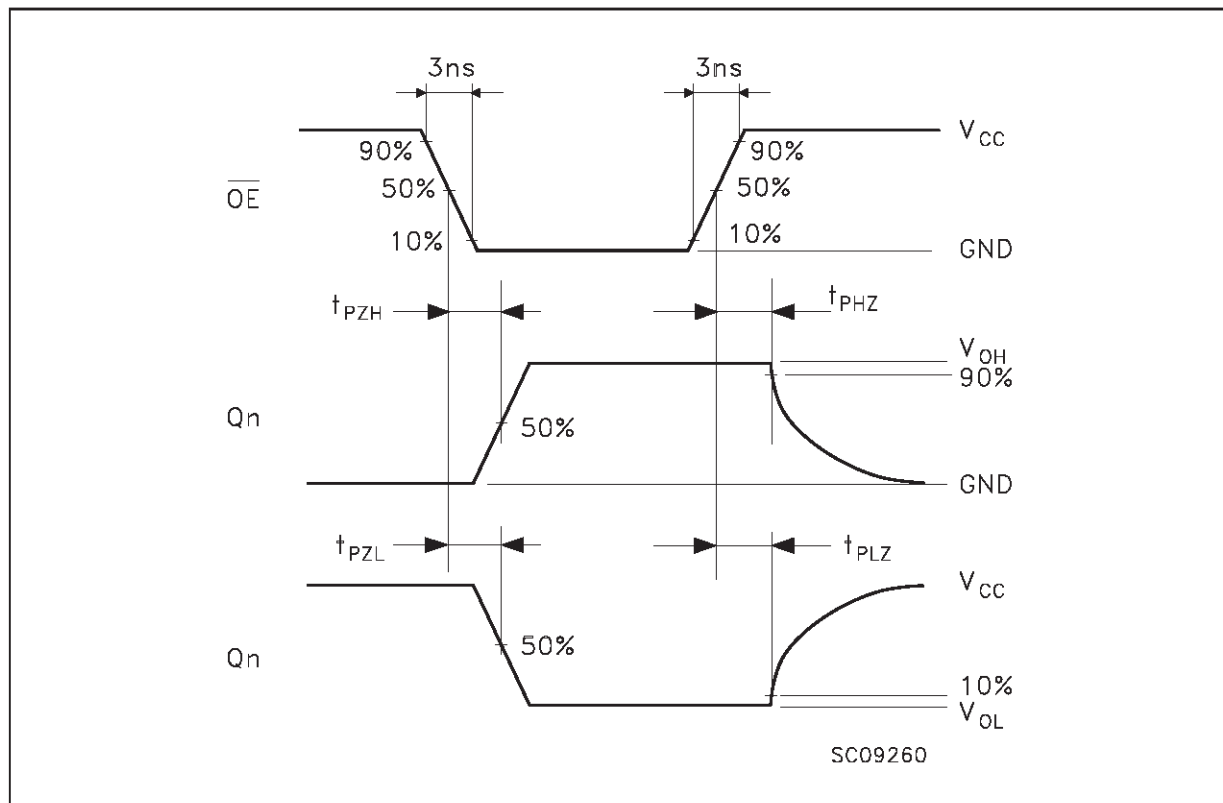 3ns 3ns
V_CC
90% 90%
O̅E̅ 50% 50%
10% 10%
GND
t_PZH t_PHZ
V_OH
90%
Qn 50%
GND
t_PZL t_PLZ
V_CC
Qn 50%
10%
V_OL
SC09260